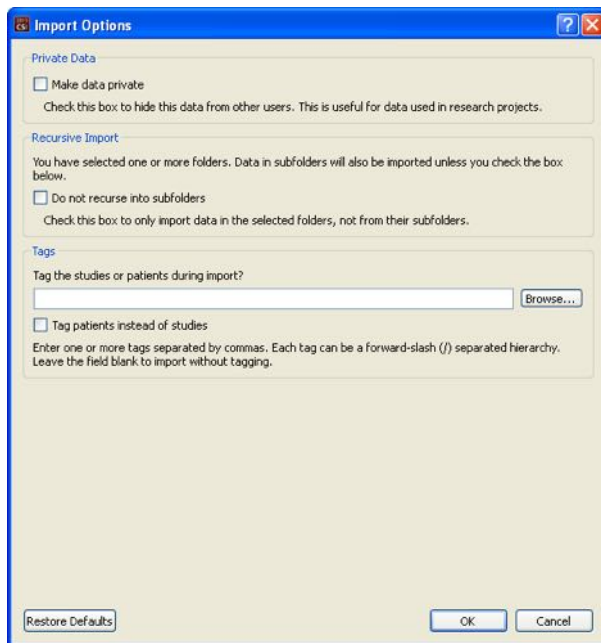 Import Options
Private Data
Make data private
Check this box to hide this data from other users. This is useful for data used in research projects.
Recursive Import
You have selected one or more folders. Data in subfolders will also be imported unless you check the box
below.
Do not recurse into subfolders
Check this box to only import data in the selected folders, not from their subfolders.
Tags
Tag the studies or patients during import?
Browse...
Tag patients instead of studies
Enter one or more tags separated by commas. Each tag can be a forward-slash (/) separated hierarchy.
Leave the field blank to import without tagging.
Restore Defaults OK Cancel